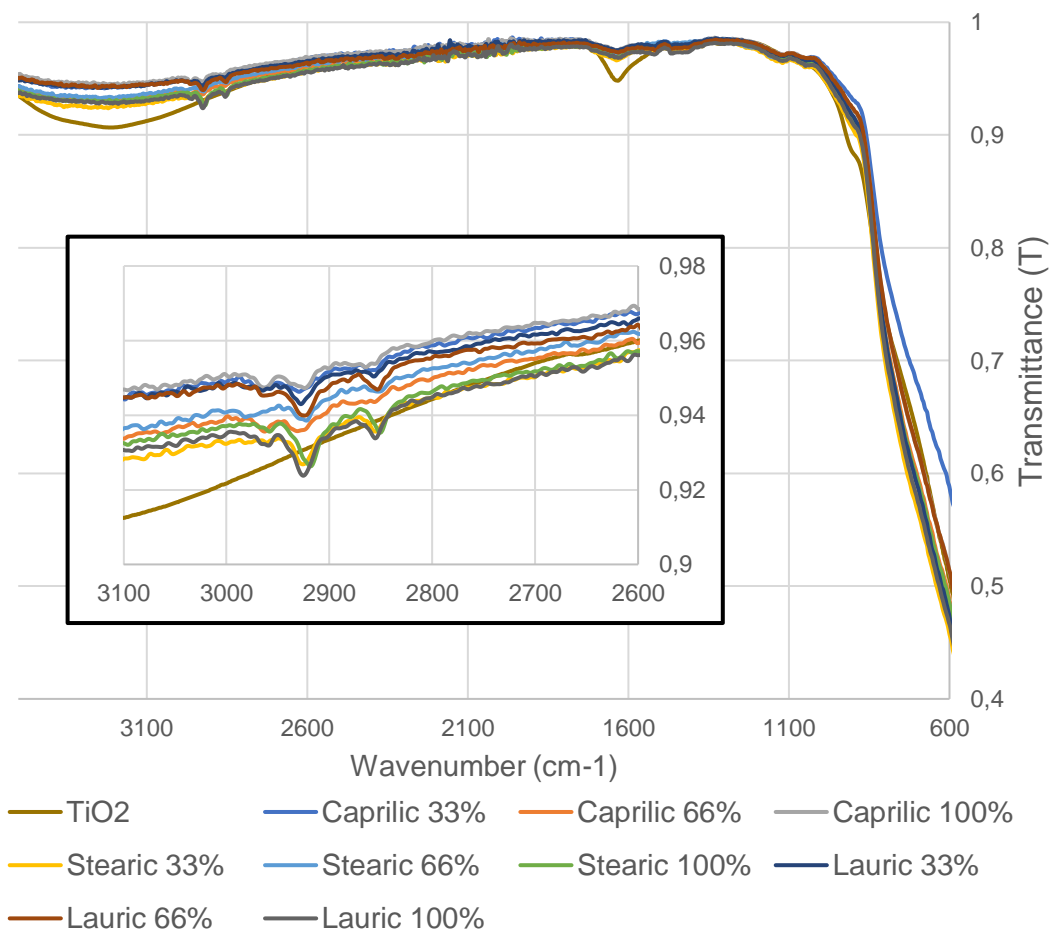 1
0,9
0,98
0,8
0,96
0,7
0,94
0,92
0,6
0,9
3100 3000 2900 2800 2700 2600
0,5
0,4
Transmittance (T)
3100 2600 2100 1600 1100 600
Wavenumber (cm-1)
TiO2 Caprilic 33% Caprilic 66% Caprilic 100%
Stearic 33% Stearic 66% Stearic 100% Lauric 33%
Lauric 66% Lauric 100%